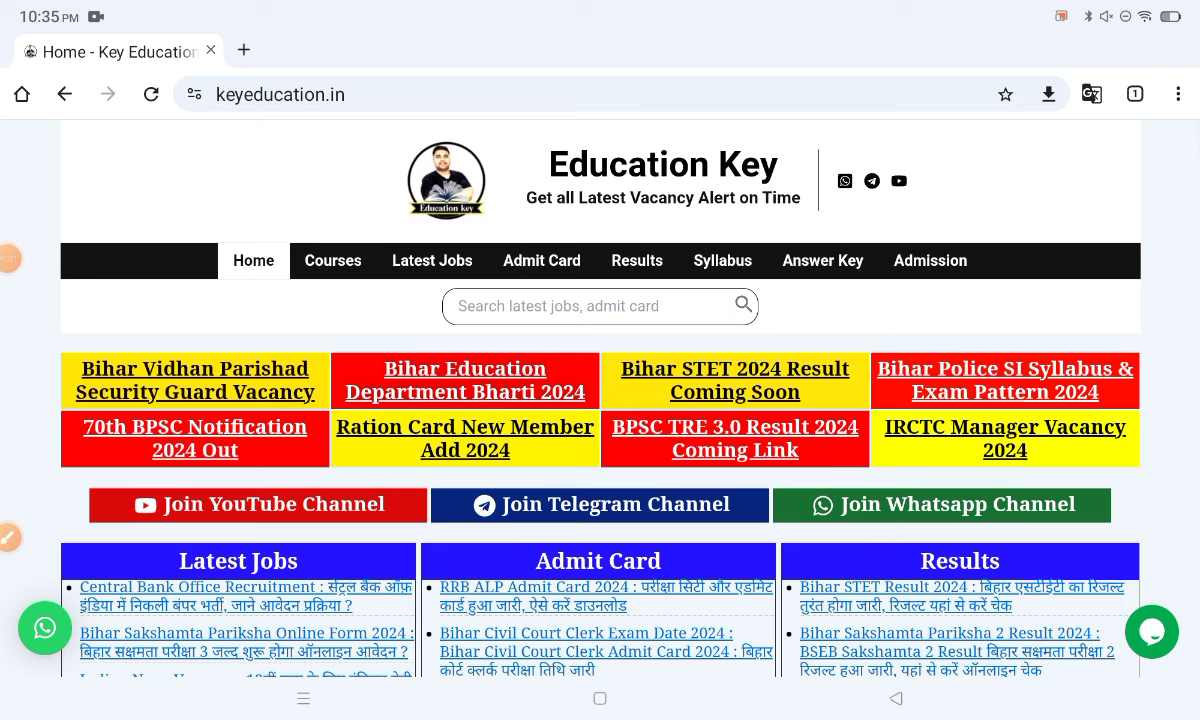 10:35 PM
Home - Key Education
keyeducation.in
1
Education Key
Get all Latest Vacancy Alert on Time
Education key
Home Courses Latest Jobs Admit Card Results Syllabus Answer Key Admission
Search latest jobs, admit card
Bihar Vidhan Parishad
Security Guard Vacancy
Bihar Education
Department Bharti 2024
Bihar STET 2024 Result
Coming Soon
Bihar Police SI Syllabus &
Exam Pattern 2024
70th BPSC Notification
2024 Out
Ration Card New Member
Add 2024
BPSC TRE 3.0 Result 2024
Coming Link
IRCTC Manager Vacancy
2024
Join YouTube Channel
Join Telegram Channel
Join Whatsapp Channel
Latest Jobs
Central Bank Office Recruitment : सेंट्रल बैंक ऑफ़
इंडिया में निकली बंपर भर्ती, जाने आवेदन प्रक्रिया ?
Bihar Sakshamta Pariksha Online Form 2024 :
बिहार सक्षमता परीक्षा 3 जल्द शुरू होगा ऑनलाइन आवेदन ?
Admit Card
RRB ALP Admit Card 2024 : परीक्षा सिटी और एडमिट
कार्ड हुआ जारी, ऐसे करें डाउनलोड
Bihar Civil Court Clerk Exam Date 2024 :
Bihar Civil Court Clerk Admit Card 2024 : बिहार
कोर्ट क्लर्क परीक्षा तिथि जारी
Results
Bihar STET Result 2024 : बिहार एसटीईटी का रिजल्ट
तुरंत होगा जारी, रिजल्ट यहां से करें चेक
Bihar Sakshamta Pariksha 2 Result 2024 :
BSEB Sakshamta 2 Result बिहार सक्षमता परीक्षा 2
रिजल्ट हुआ जारी, यहां से करें ऑनलाइन चेक